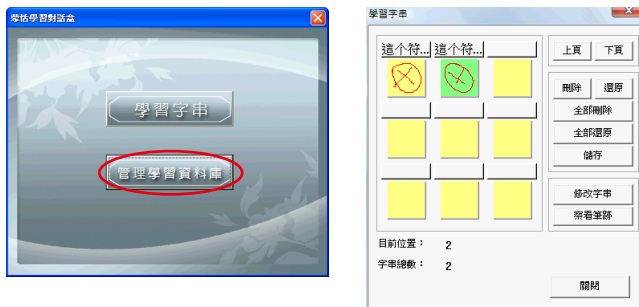 蒙恬學習對話盒
學習字串
管理學習資料庫
學習字串
這个符... 這个符...
上頁 下頁
刪除 還原
全部刪除
全部還原
儲存
修改字串
察看筆跡
目前位置： 2
字串總數： 2
關閉